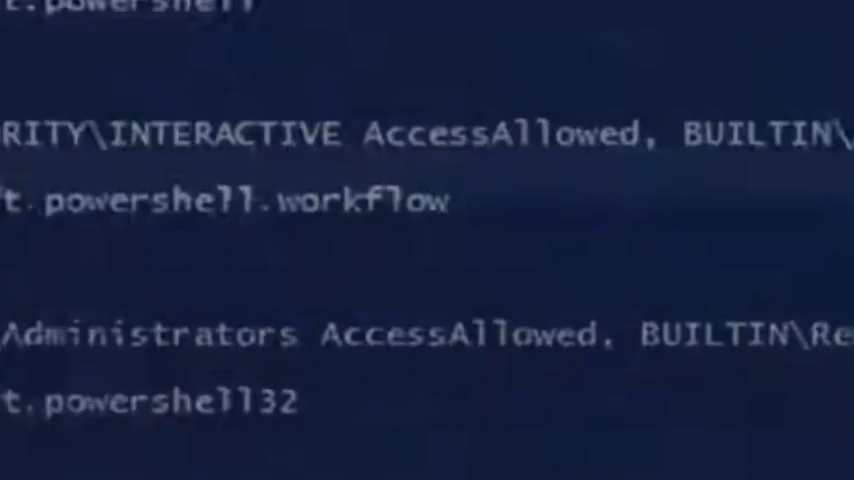 t.powershell
RITY\INTERACTIVE AccessAllowed, BUILTIN\
t.powershell.workflow
Administrators AccessAllowed, BUILTIN\Re
t.powershell32